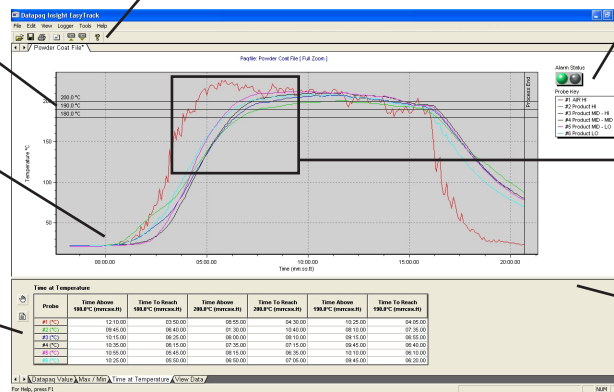 Datapaq Insight EasyTrack
File Edit View Logger Tools Help
Powder Coat File*
Paqfile: Powder Coat File ( Full Zoom )
Alarm Status
Probe Key
#1 AIR HI
#2 Product HI
#3 Product MID - HI
#4 Product MID - MID
#5 Product MID - LO
#6 Product LO
Process End
200.0 °C
190.0 °C
180.0 °C
Temperature °C
200
150
100
50
00:00.00 05:00.00 10:00.00 15:00.00 20:00.00
Time (mm:ss.ff)
Time at Temperature
Probe Time Above 180.0°C (mm:ss.ff) Time To Reach 180.0°C (mm:ss.ff) Time Above 200.0°C (mm:ss.ff) Time To Reach 200.0°C (mm:ss.ff) Time Above 190.0°C (mm:ss.ff) Time To Reach 190.0°C (mm:ss.ff)
#1 (°C) 12:10.00 03:50.00 08:55.00 04:30.00 10:25.00 04:05.00
#2 (°C) 09:45.00 06:40.00 01:30.00 10:40.00 08:10.00 07:35.00
#3 (°C) 10:15.00 06:25.00 06:00.00 08:10.00 09:15.00 06:55.00
#4 (°C) 10:35.00 06:15.00 07:35.00 07:15.00 09:45.00 06:40.00
#5 (°C) 10:55.00 05:45.00 08:15.00 06:35.00 10:10.00 06:10.00
#6 (°C) 10:25.00 05:50.00 06:50.00 07:05.00 09:45.00 06:20.00
Datapaq Value Max / Min Time at Temperature View Data
For Help, press F1
NUM